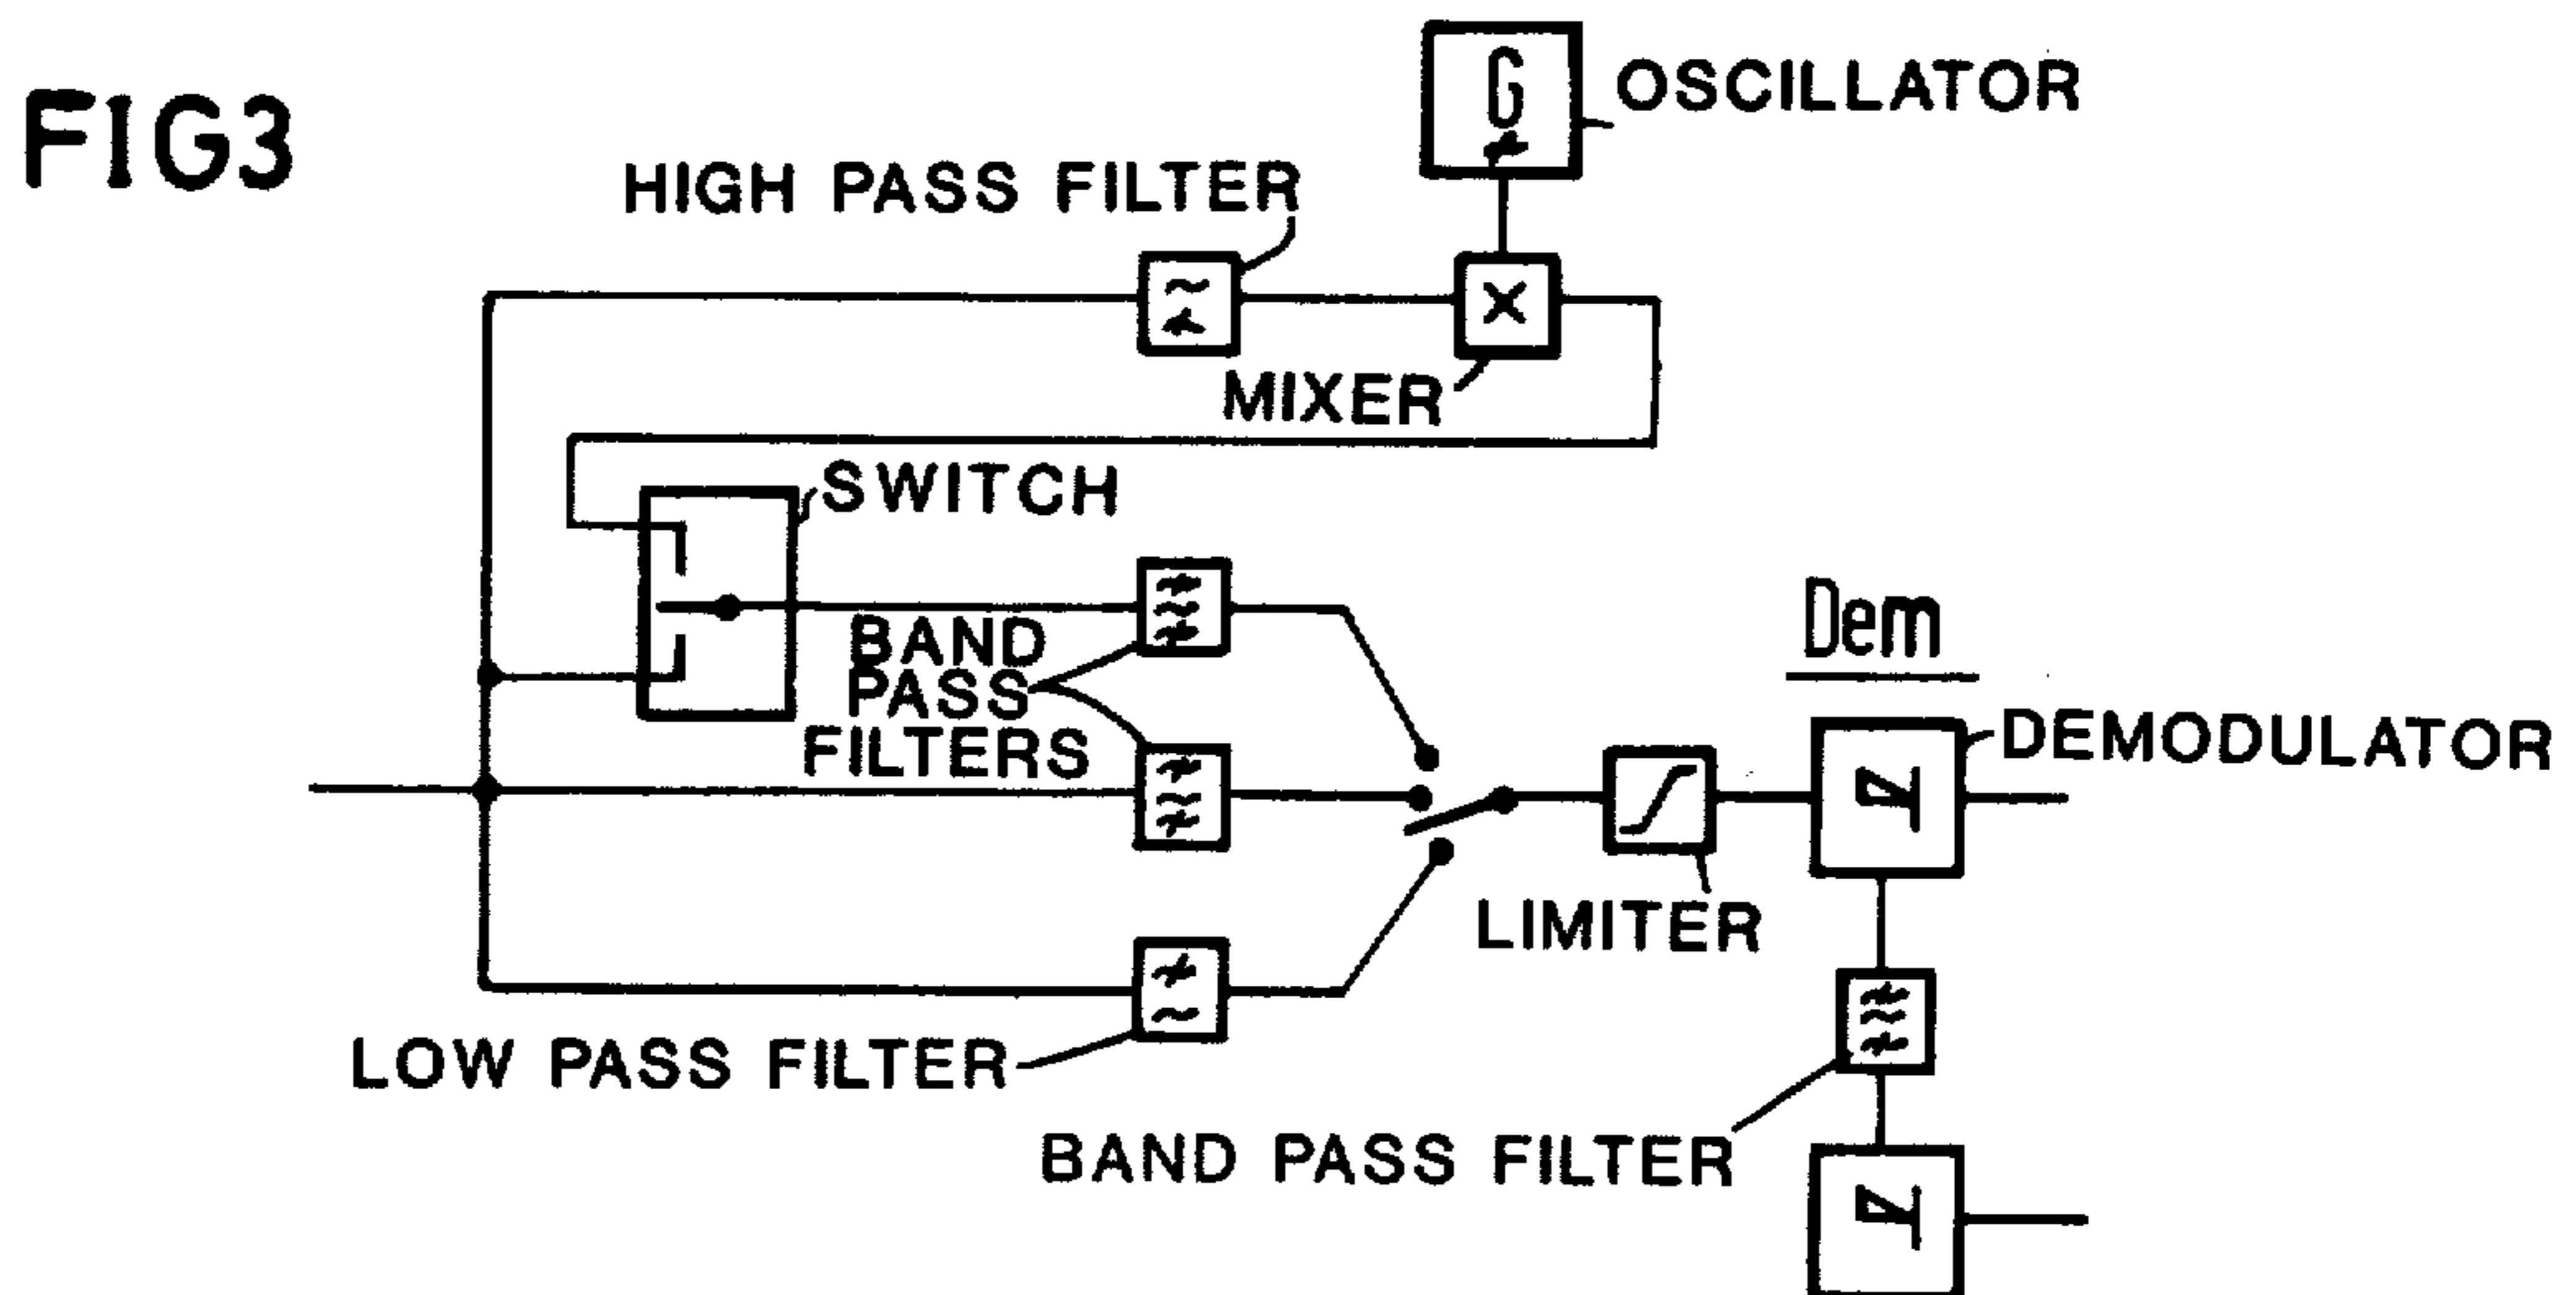 FIG3
G
OSCILLATOR
HIGH PASS FILTER
X
MIXER
SWITCH
BAND
PASS
FILTERS
Dem
DEMODULATOR
LIMITER
LOW PASS FILTER
BAND PASS FILTER